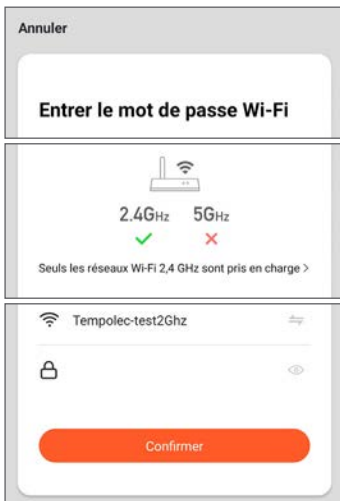 Annuler
Entrer le mot de passe Wi-Fi
2.4GHz 5GHz
Seuls les réseaux Wi-Fi 2,4 GHz sont pris en charge >
Tempolec-test2Ghz
Confirmer